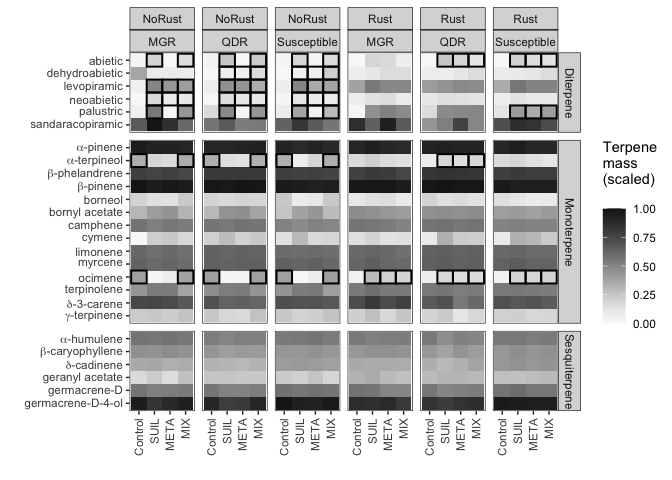 NoRust NoRust NoRust Rust Rust Rust
MGR QDR Susceptible MGR QDR Susceptible
abietic
dehydroabietic
levopiramic
neoabietic
palustric
sandaracopiramic
Diterpene
α-pinene
α-terpineol
β-phelandrene
β-pinene
borneol
bornyl acetate
camphene
cymene
limonene
myrcene
ocimene
terpinolene
δ-3-carene
γ-terpinene
Monoterpene
α-humulene
β-caryophyllene
δ-cadinene
geranyl acetate
germacrene-D
germacrene-D-4-ol
Sesquiterpene
Control SUIL META MIX Control SUIL META MIX Control SUIL META MIX Control SUIL META MIX Control SUIL META MIX Control SUIL META MIX
Terpene
mass
(scaled)
1.00
0.75
0.50
0.25
0.00